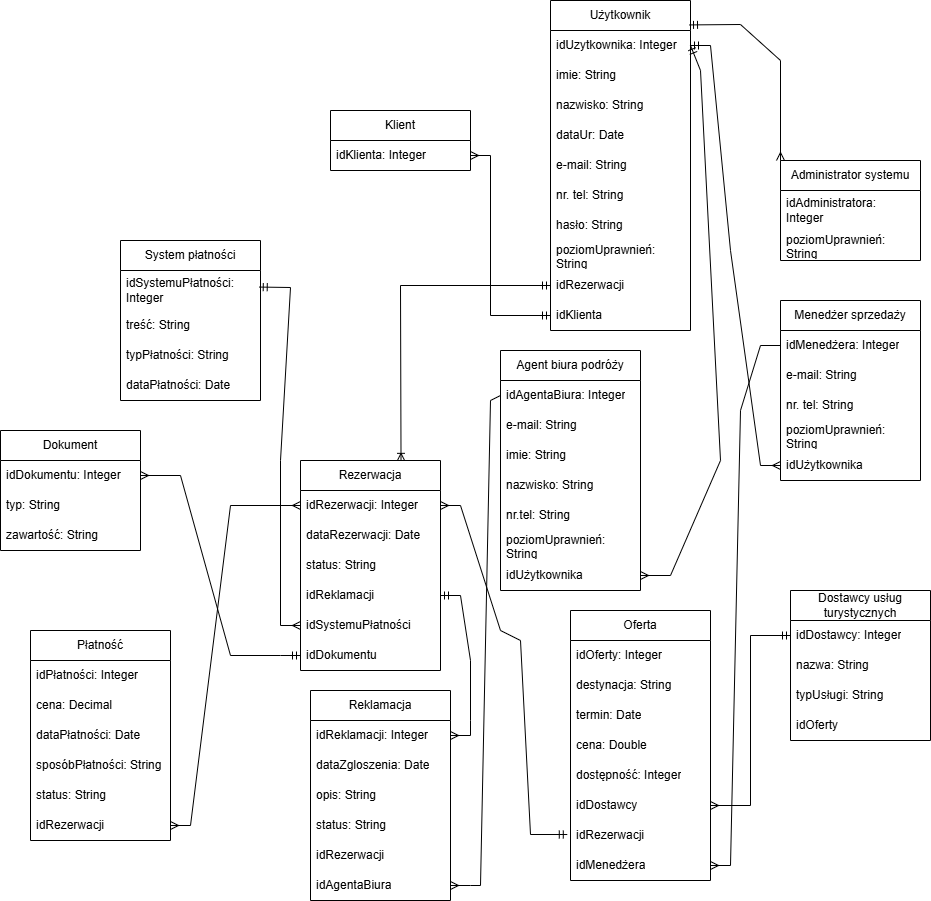 Użytkownik
idUzytkownika: Integer
imie: String
nazwisko: String
dataUr: Date
e-mail: String
nr. tel: String
hasło: String
poziomUprawnień:
String
idRezerwacji
idKlienta
Klient
idKlienta: Integer
Administrator systemu
idAdministratora:
Integer
poziomUprawnień:
String
System płatności
idSystemuPłatności:
Integer
treść: String
typPłatności: String
dataPłatności: Date
Menedżer sprzedaży
idMenedżera: Integer
e-mail: String
nr. tel: String
poziomUprawnień:
String
idUżytkownika
Agent biura podróży
idAgentaBiura: Integer
e-mail: String
imie: String
nazwisko: String
nr.tel: String
poziomUprawnień:
String
idUżytkownika
Dokument
idDokumentu: Integer
typ: String
zawartość: String
Rezerwacja
idRezerwacji: Integer
dataRezerwacji: Date
status: String
idReklamacji
idSystemuPłatności
idDokumentu
Dostawcy usług
turystycznych
idDostawcy: Integer
nazwa: String
typUsługi: String
idOferty
Oferta
idOferty: Integer
destynacja: String
termin: Date
cena: Double
dostępność: Integer
idDostawcy
idRezerwacji
idMenedżera
Płatność
idPłatności: Integer
cena: Decimal
dataPłatności: Date
sposóbPłatności: String
status: String
idRezerwacji
Reklamacja
idReklamacji: Integer
dataZgloszenia: Date
opis: String
status: String
idRezerwacji
idAgentaBiura